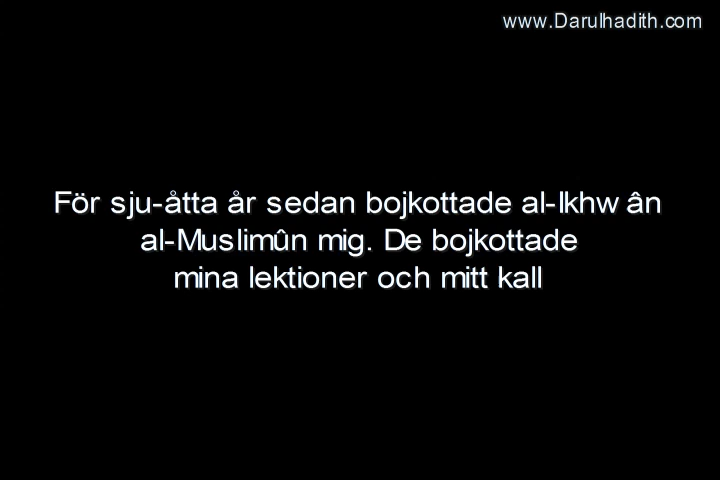 www.Darulhadith.com
För sju-åtta år sedan bojkottade al-Ikhwân
al-Muslimûn mig. De bojkottade
mina lektioner och mitt kall